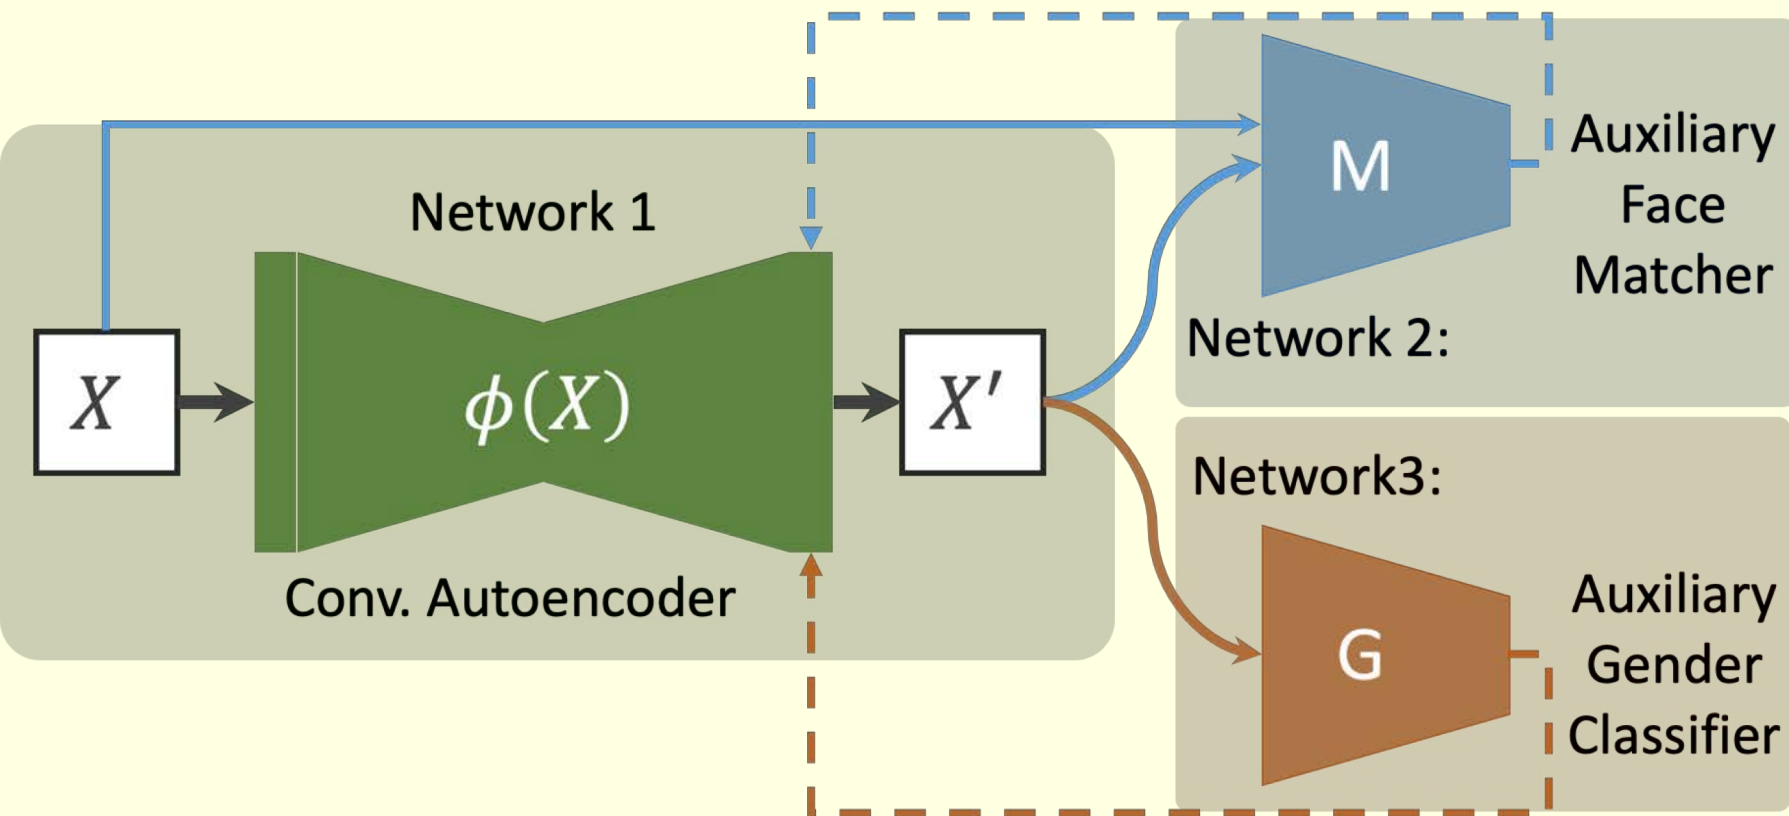 Network 1
X
ϕ(X)
X′
Conv. Autoencoder
M
Auxiliary
Face
Matcher
Network 2:
Network3:
G
Auxiliary
Gender
Classifier